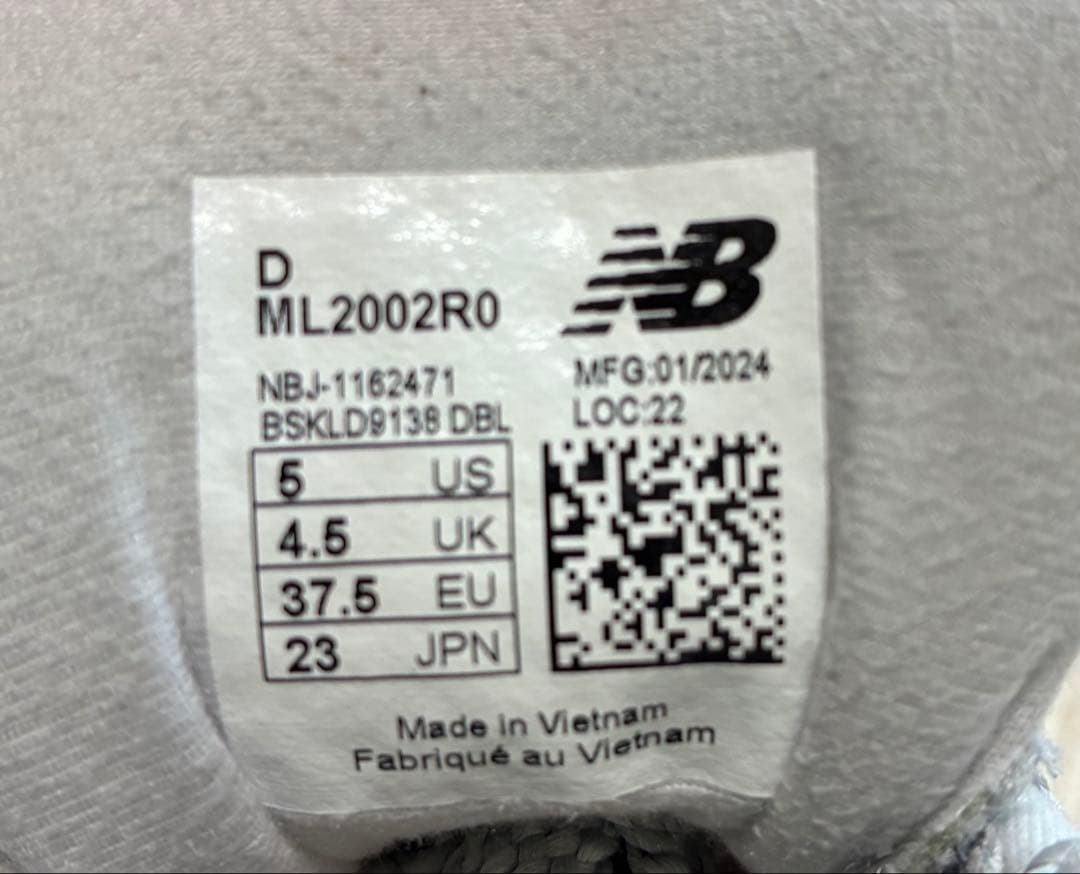 D
ML2002R0
NB
NBJ-1162471
MFG:01/2024
BSKLD9138 DBL
LOC:22
5 US
4.5 UK
37.5 EU
23 JPN
Made in Vietnam
Fabriqué au Vietnam